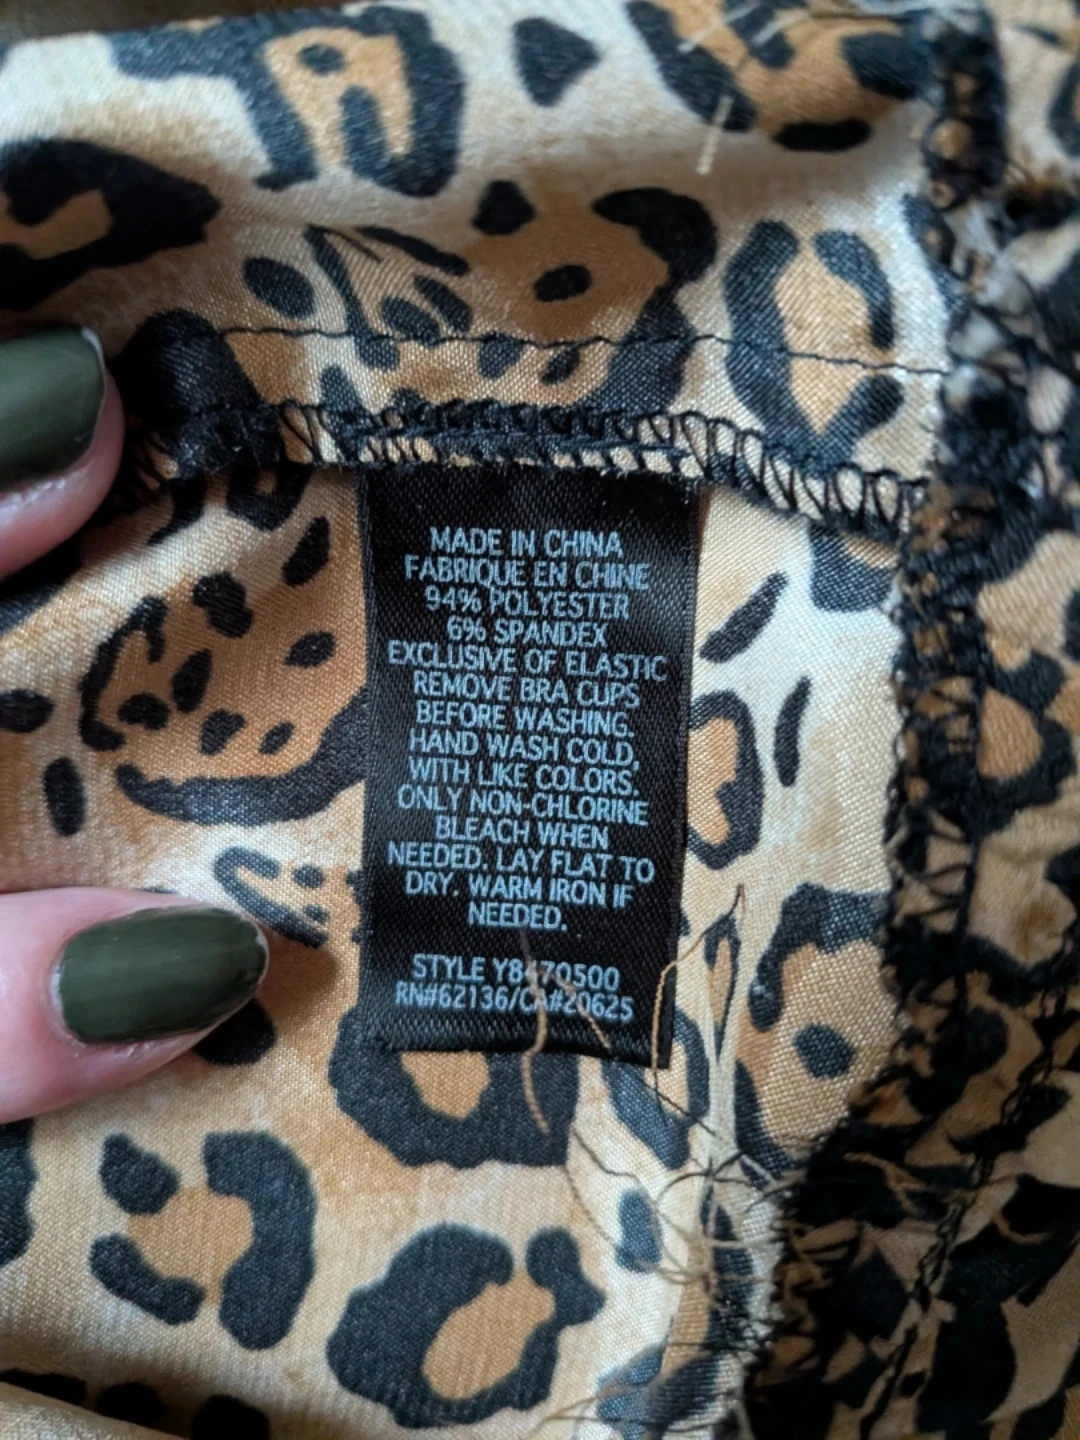 MADE IN CHINA
FABRIQUE EN CHINE
94% POLYESTER
6% SPANDEX
EXCLUSIVE OF ELASTIC
REMOVE BRA CUPS
BEFORE WASHING.
HAND WASH COLD,
WITH LIKE COLORS.
ONLY NON-CHLORINE
BLEACH WHEN
NEEDED. LAY FLAT TO
DRY. WARM IRON IF
NEEDED.
STYLE Y8470500
RN#62136/CA#20625